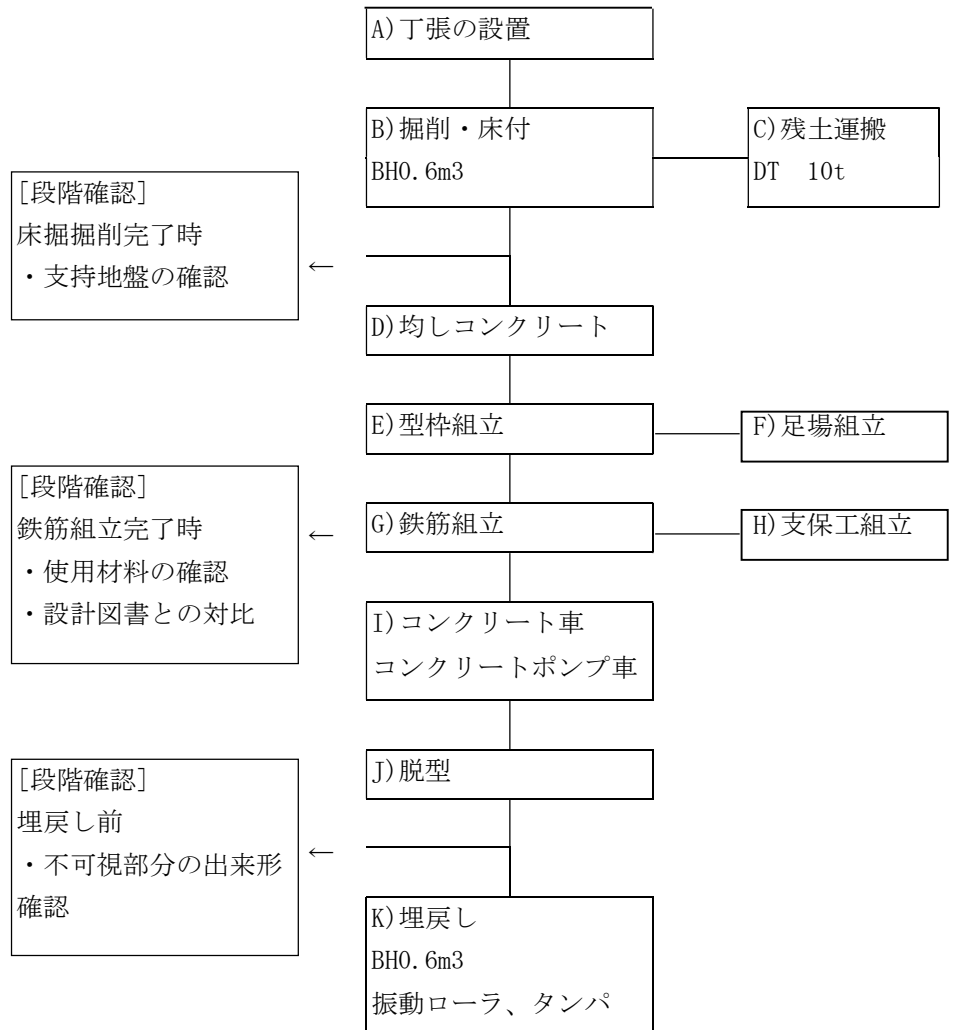 A)丁張の設置
B)掘削・床付
BH0.6m3
C)残土運搬
DT 10t
[段階確認]
床掘掘削完了時
・支持地盤の確認
←
D)均しコンクリート
E)型枠組立
F)足場組立
[段階確認]
鉄筋組立完了時
・使用材料の確認
・設計図書との対比
←
G)鉄筋組立
H)支保工組立
I)コンクリート車
コンクリートポンプ車
J)脱型
[段階確認]
埋戻し前
・不可視部分の出来形
確認
←
K)埋戻し
BH0.6m3
振動ローラ、タンパ